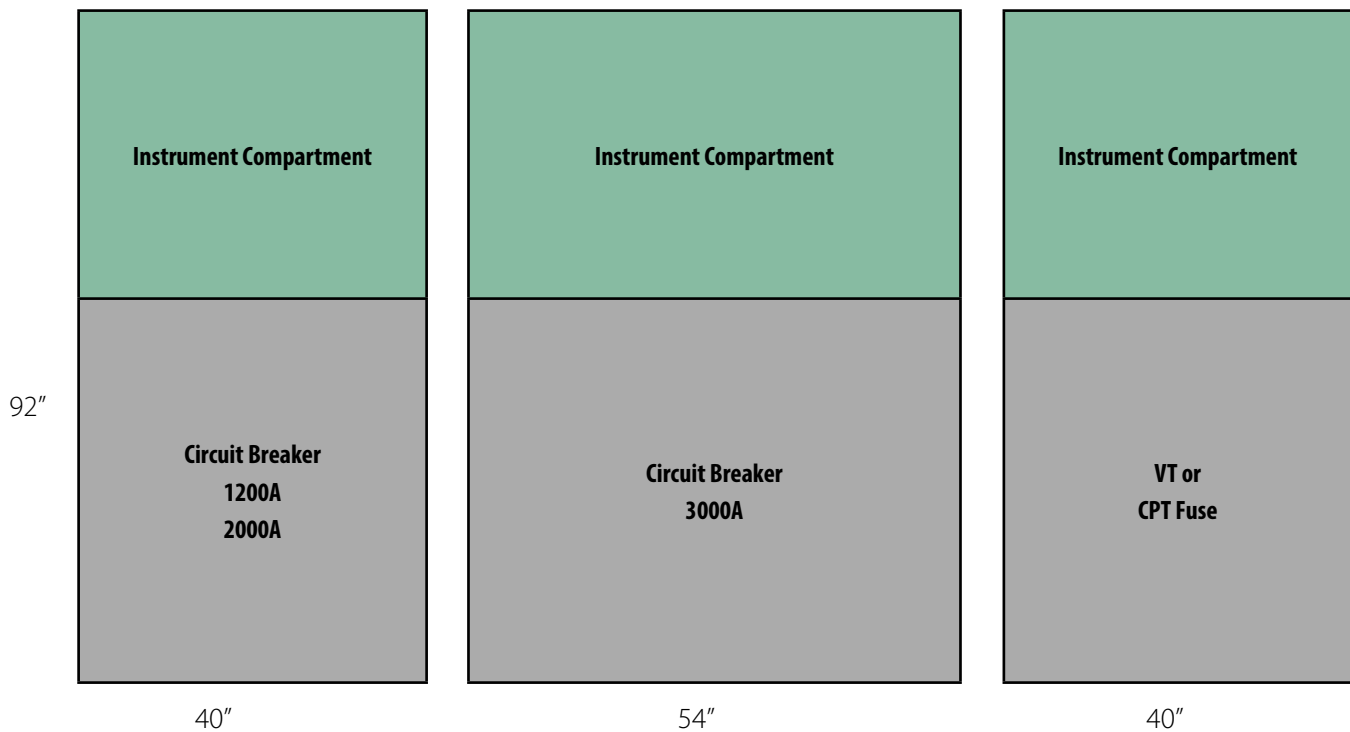 Instrument Compartment
Instrument Compartment
Instrument Compartment
92″
Circuit Breaker
1200A
2000A
Circuit Breaker
3000A
VT or
CPT Fuse
40″
54″
40″